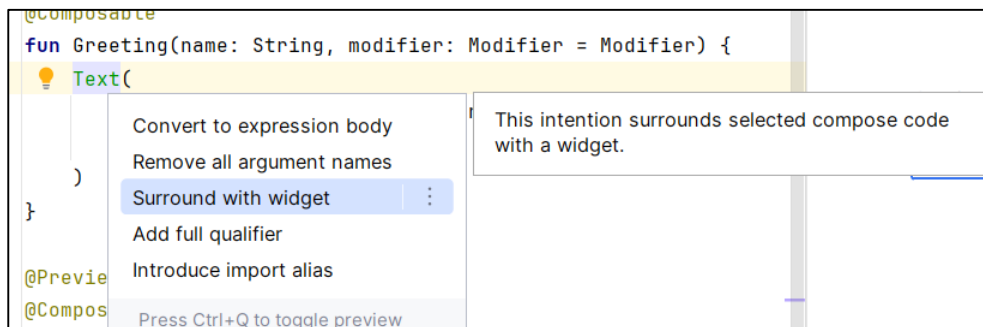 @Composable
fun Greeting(name: String, modifier: Modifier = Modifier) {
Text(
Convert to expression body
Remove all argument names
Surround with widget
Add full qualifier
Introduce import alias
Press Ctrl+Q to toggle preview
This intention surrounds selected compose code
with a widget.
)
}
@Previe
@Compos